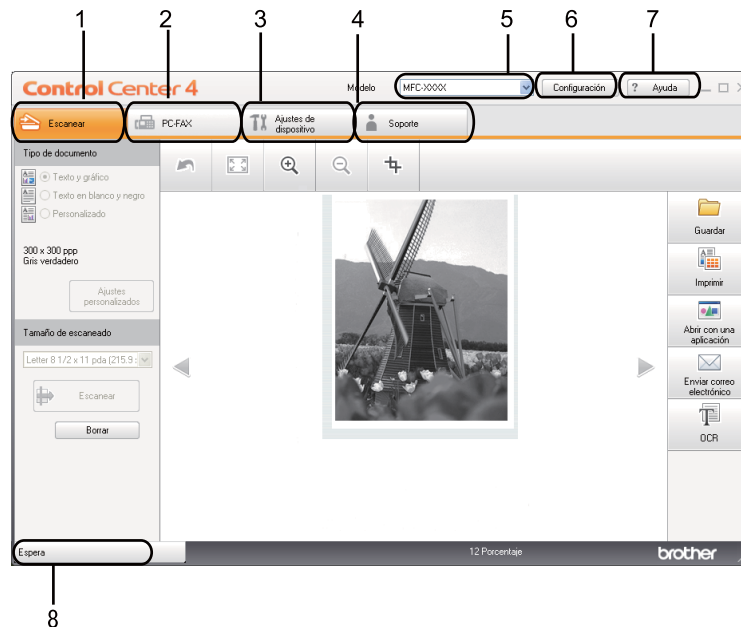 1
2
3
4
5
6
7
Control Center 4
Modelo
MFC-XXXX
Configuración
? Ayuda
Escanear
PC-FAX
Ajustes de
dispositivo
Soporte
Tipo de documento
Texto y gráfico
Texto en blanco y negro
Personalizado
300 x 300 ppp
Gris verdadero
Ajustes
personalizados
Tamaño de escaneado
Letter 8 1/2 x 11 pda (215.9 :
Escanear
Borrar
Guardar
Imprimir
Abrir con una
aplicación
Enviar correo
electrónico
OCR
Espera
12 Porcentaje
brother
8